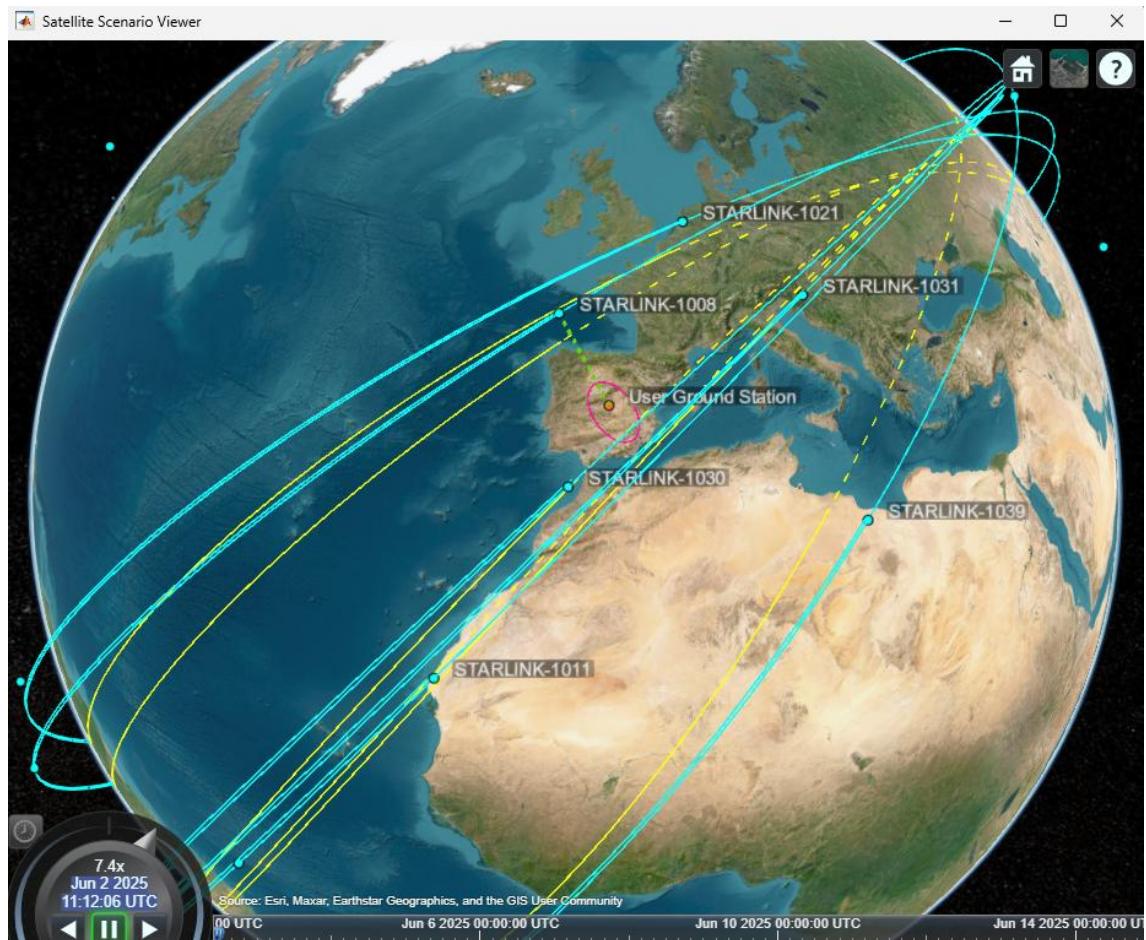 Satellite Scenario Viewer
?
STARLINK-1021
STARLINK-1031
STARLINK-1008
User Ground Station
STARLINK-1030
STARLINK-1039
STARLINK-1011
7.4x
Jun 2 2025
11:12:06 UTC
Source: Esri, Maxar, Earthstar Geographics, and the GIS User Community
00 UTC
Jun 6 2025 00:00:00 UTC
Jun 10 2025 00:00:00 UTC
Jun 14 2025 00:00:00 UT